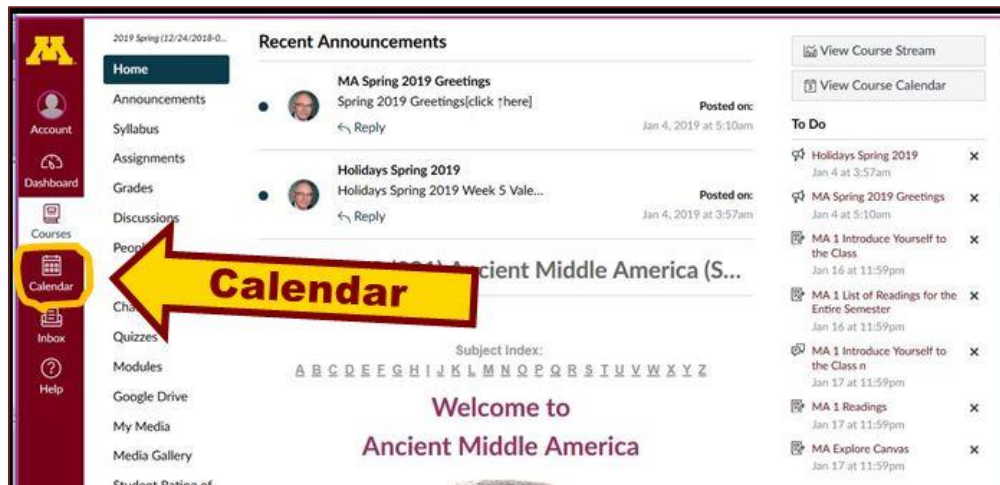 M
Account
Dashboard
Courses
Calendar
Inbox
Help
2019 Spring (12/24/2018-0...
Home
Announcements
Syllabus
Assignments
Grades
Discussions
Quizzes
Modules
Google Drive
My Media
Media Gallery
Student Rating of
Calendar
Recent Announcements
MA Spring 2019 Greetings
Spring 2019 Greetings[click ↑here]
Reply
Posted on:
Jan 4, 2019 at 5:10am
Holidays Spring 2019
Holidays Spring 2019 Week 5 Vale...
Reply
Posted on:
Jan 4, 2019 at 3:57am
Ancient Middle America (S...
Subject Index:
A B C D E F G H I J K L M N O P Q R S T U V W X Y Z
Welcome to
Ancient Middle America
View Course Stream
View Course Calendar
To Do
Holidays Spring 2019
Jan 4 at 3:57am
MA Spring 2019 Greetings
Jan 4 at 5:10am
MA 1 Introduce Yourself to
the Class
Jan 16 at 11:59pm
MA 1 List of Readings for the
Entire Semester
Jan 16 at 11:59pm
MA 1 Introduce Yourself to
the Class n
Jan 17 at 11:59pm
MA 1 Readings
Jan 17 at 11:59pm
MA Explore Canvas
Jan 17 at 11:59pm